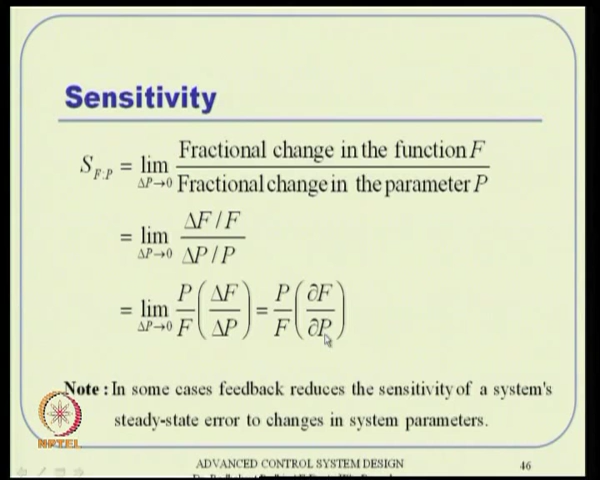 Sensitivity
S_{F:P} = lim_{ΔP→0} Fractional change in the function F / Fractional change in the parameter P
= lim_{ΔP→0} (ΔF / F) / (ΔP / P)
= lim_{ΔP→0} P/F (ΔF/ΔP) = P/F (∂F/∂P)
Note : In some cases feedback reduces the sensitivity of a system's
steady-state error to changes in system parameters.
NPTEL
ADVANCED CONTROL SYSTEM DESIGN
46